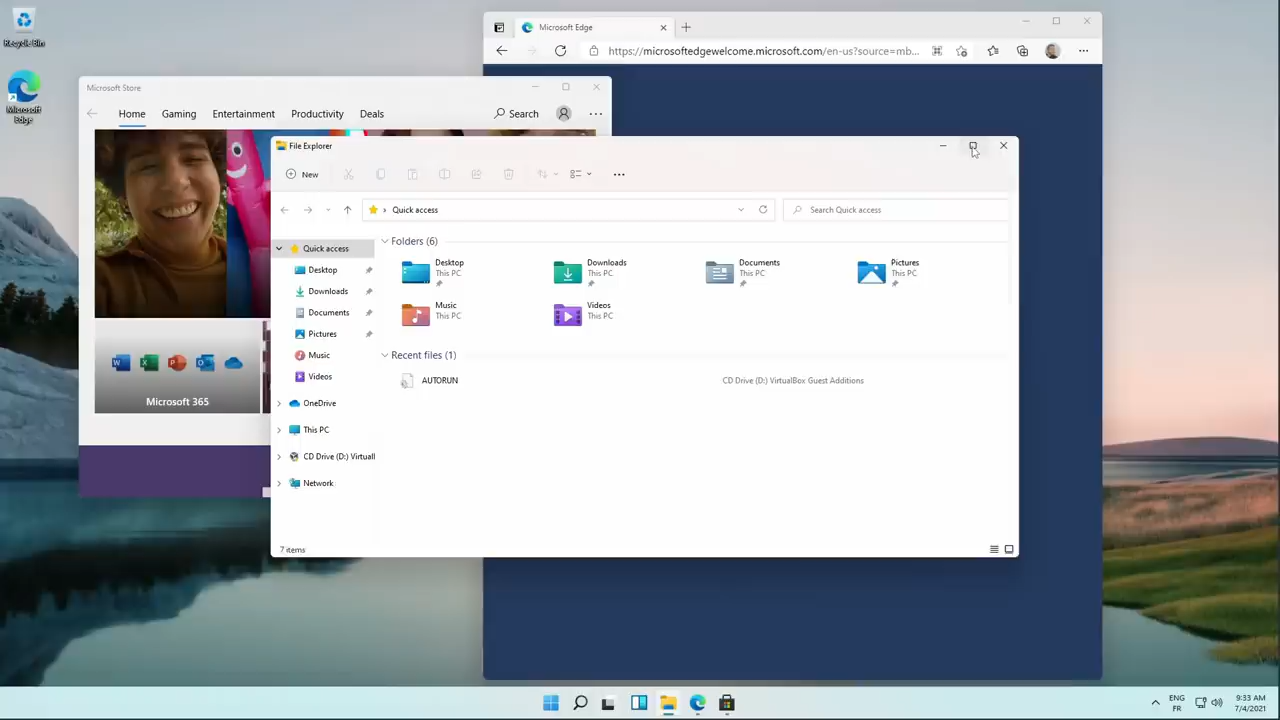 Recycle Bin
Microsoft
Edge
Microsoft Edge
https://microsoftedgewelcome.microsoft.com/en-us?source=mb...
Microsoft Store
Home Gaming Entertainment Productivity Deals Search
Microsoft 365
File Explorer
New
Quick access
Search Quick access
Quick access
Desktop
Downloads
Documents
Pictures
Music
Videos
OneDrive
This PC
CD Drive (D:) Virtuall
Network
Folders (6)
Desktop
This PC
Downloads
This PC
Documents
This PC
Pictures
This PC
Music
This PC
Videos
This PC
Recent files (1)
AUTORUN CD Drive (D:) VirtualBox Guest Additions
7 items
ENG
FR
9:33 AM
7/4/2021